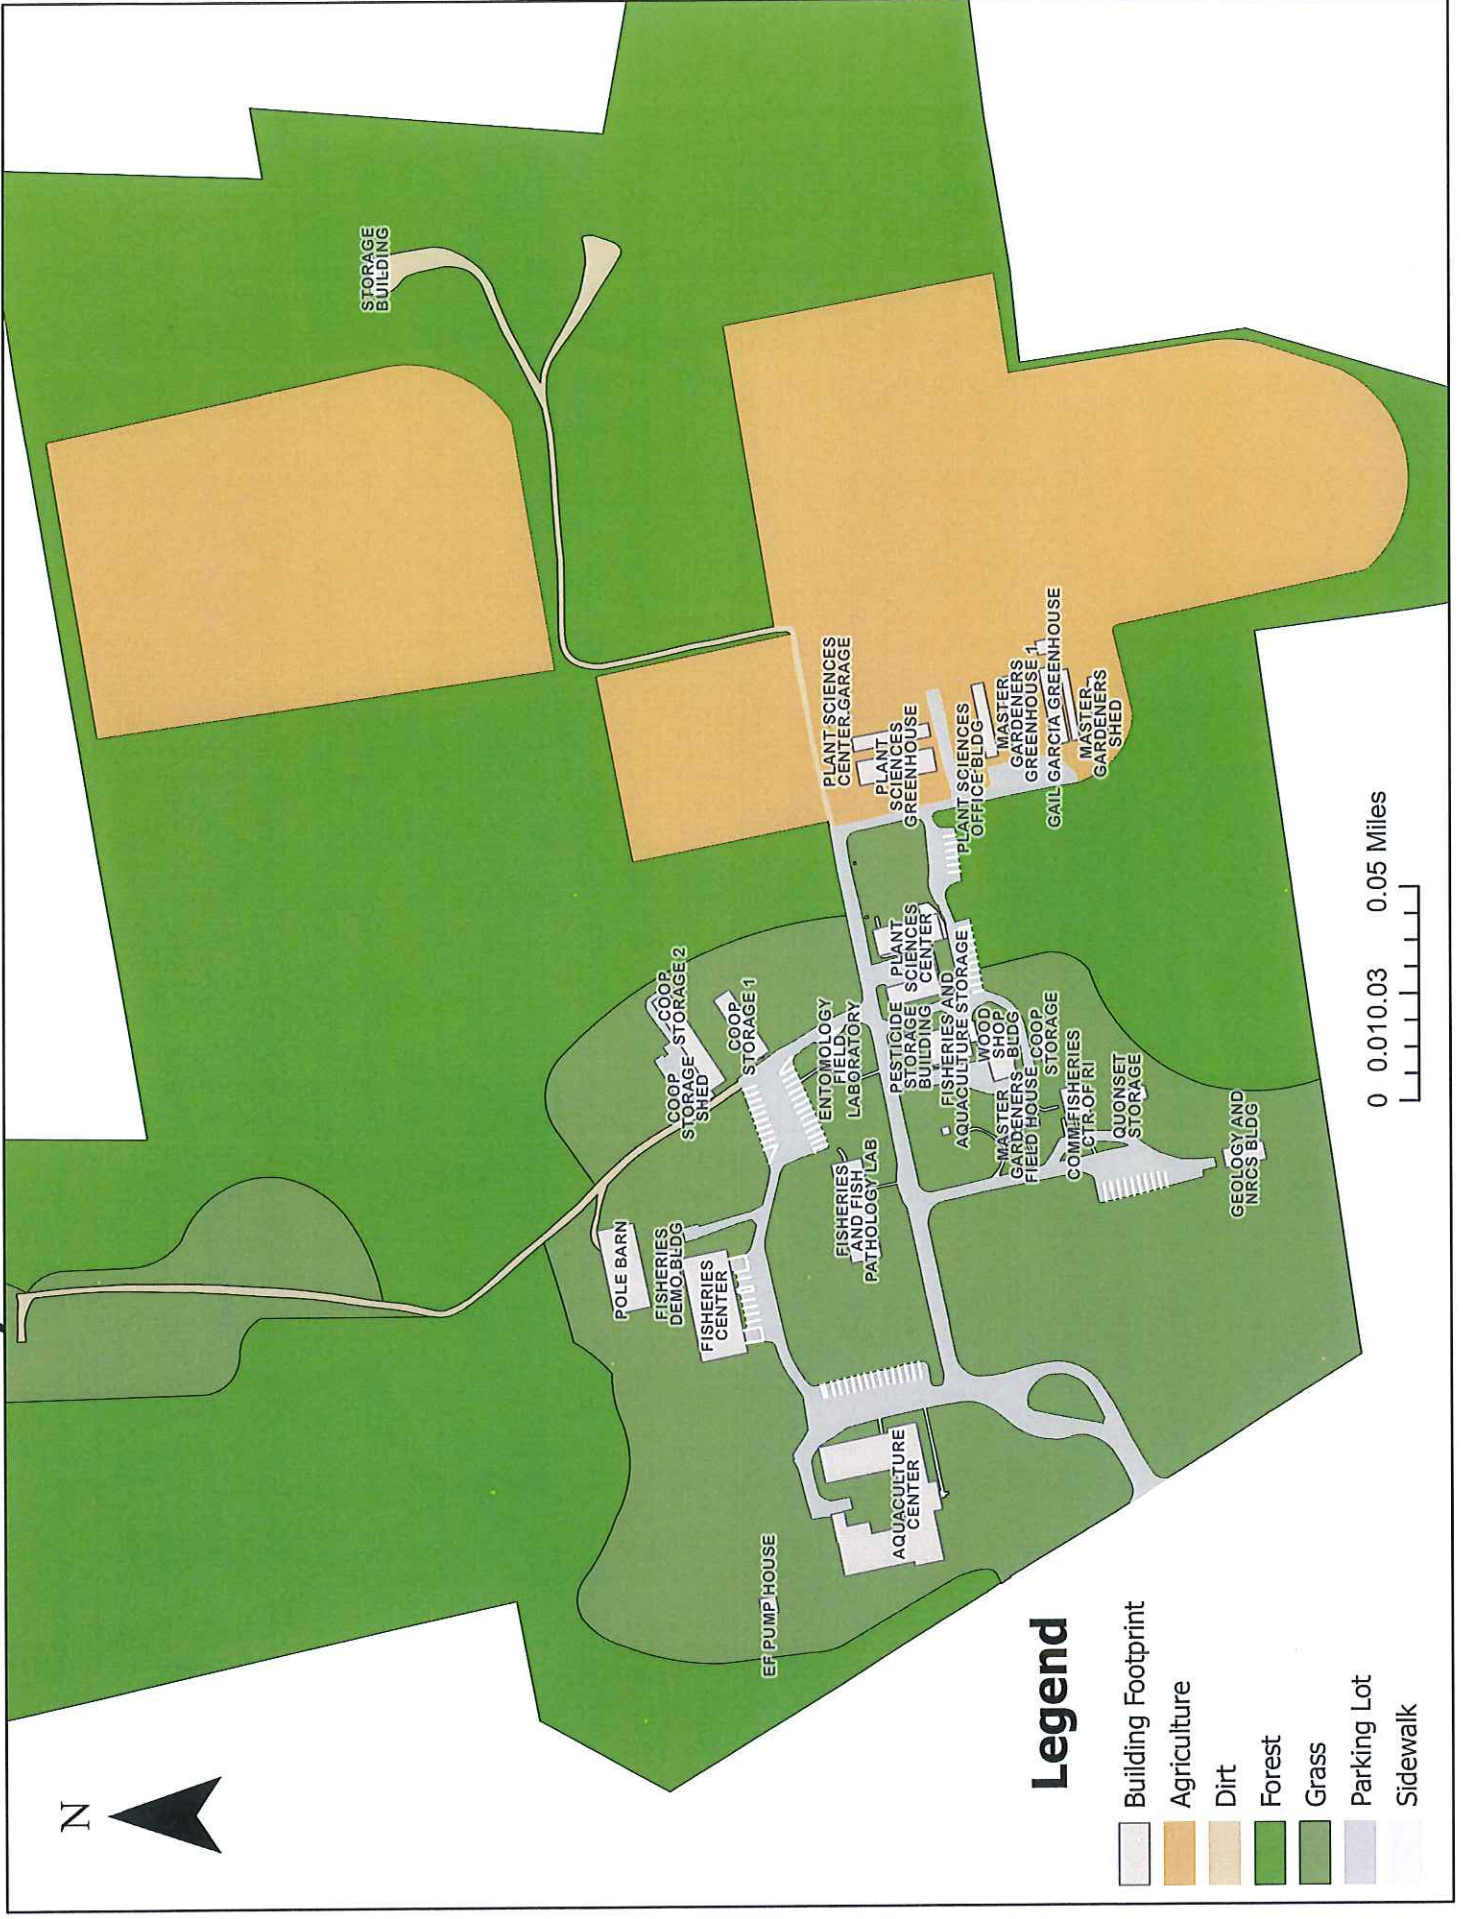 N
STORAGE
BUILDING
COOP
STORAGE 2
COOP
STORAGE
SHED
COOP
STORAGE 1
POLE BARN
FISHERIES
DEMO BLDG
FISHERIES
CENTER
ENTOMOLOGY
FIELD
LABORATORY
FISHERIES
AND FISH
PATHOLOGY LAB
EF PUMP HOUSE
AQUACULTURE
CENTER
PLANT SCIENCES
CENTER GARAGE
PLANT
SCIENCES
GREENHOUSE
PLANT SCIENCES
OFFICE BLDG
MASTER
GARDENERS
GREENHOUSE 1
GAIL GARCIA GREENHOUSE
MASTER
GARDENERS
SHED
PLANT
SCIENCES
CENTER
PESTICIDE
STORAGE
BUILDING
FISHERIES AND
AQUACULTURE STORAGE
WOOD
SHOP
BLDG
MASTER
GARDENERS
FIELD HOUSE
COOP
STORAGE
COMM.FISHERIES
CTR OF RI
QUONSET
STORAGE
GEOLOGY AND
NRCS BLDG
Legend
Building Footprint
Agriculture
Dirt
Forest
Grass
Parking Lot
Sidewalk
0 0.010.03 0.05 Miles